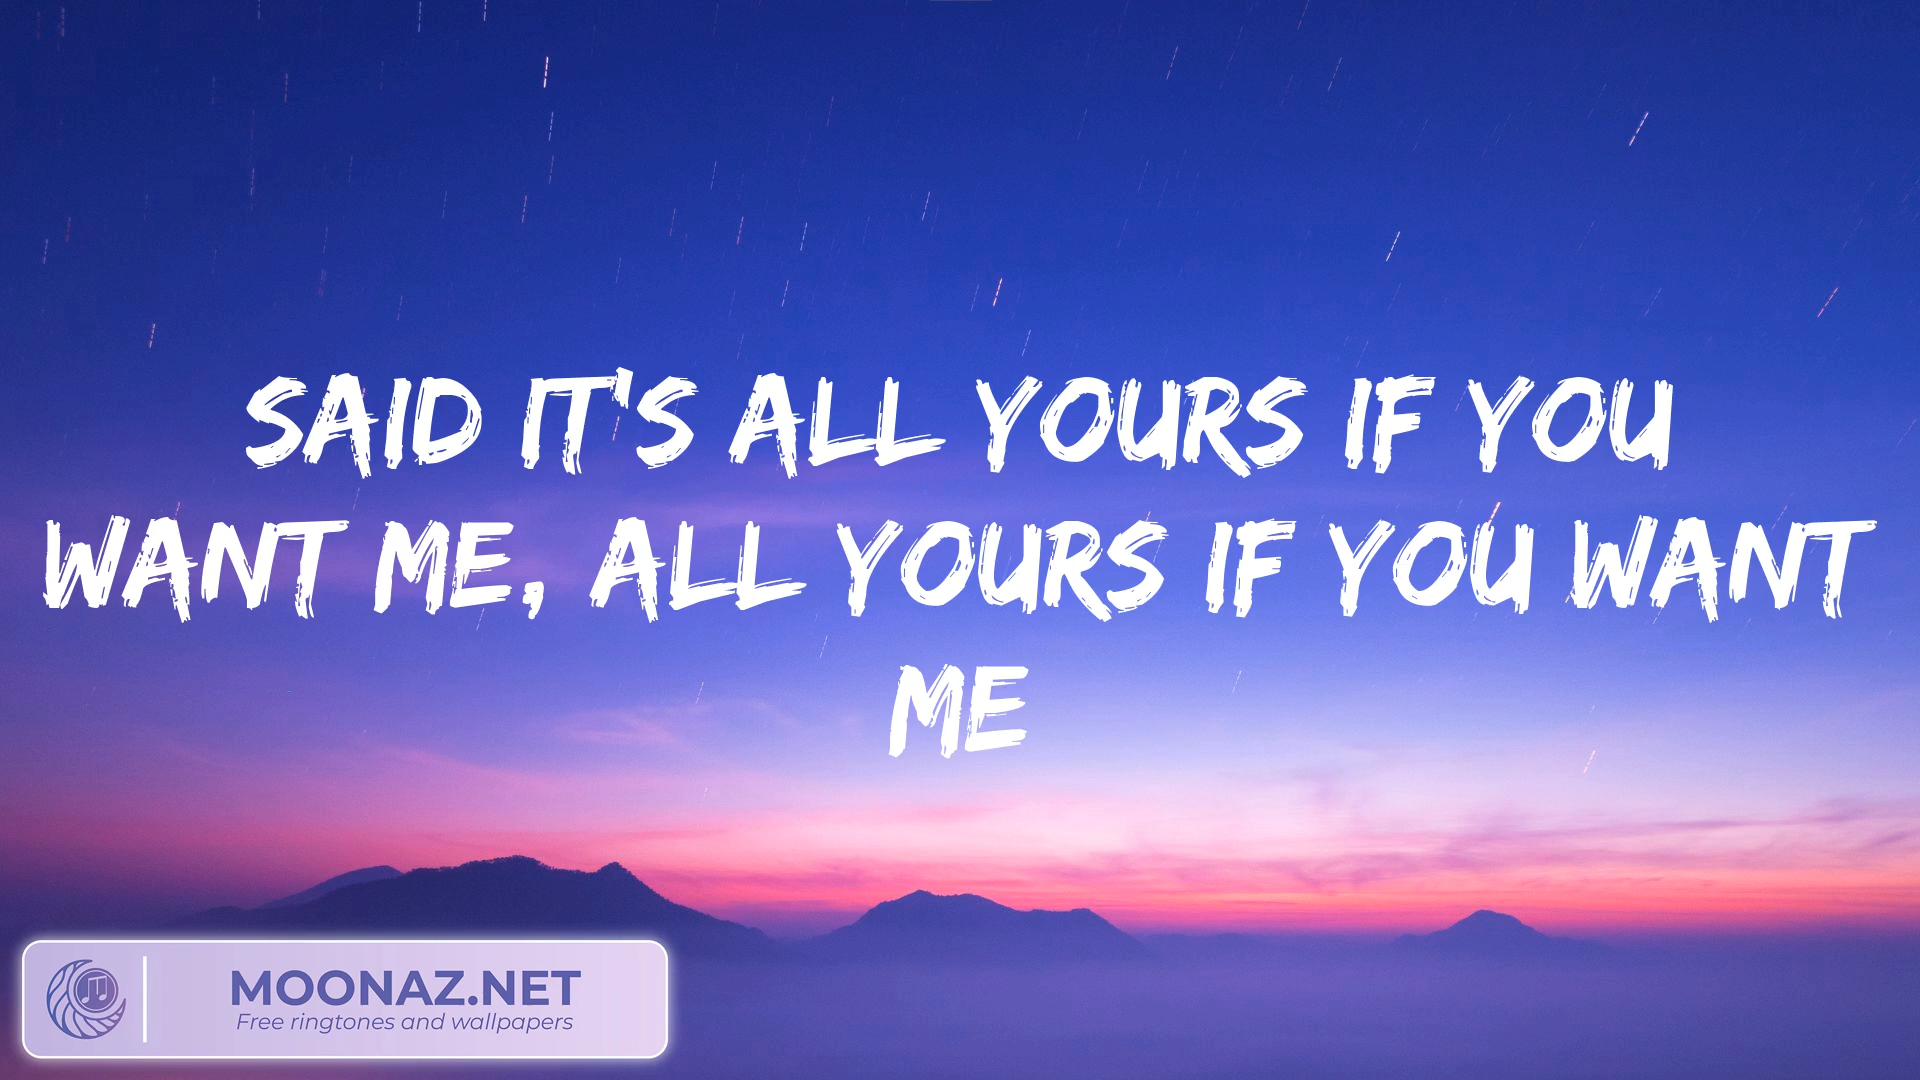 SAID IT'S ALL YOURS IF YOU
WANT ME, ALL YOURS IF YOU WANT
ME
MOONAZ.NET
Free ringtones and wallpapers